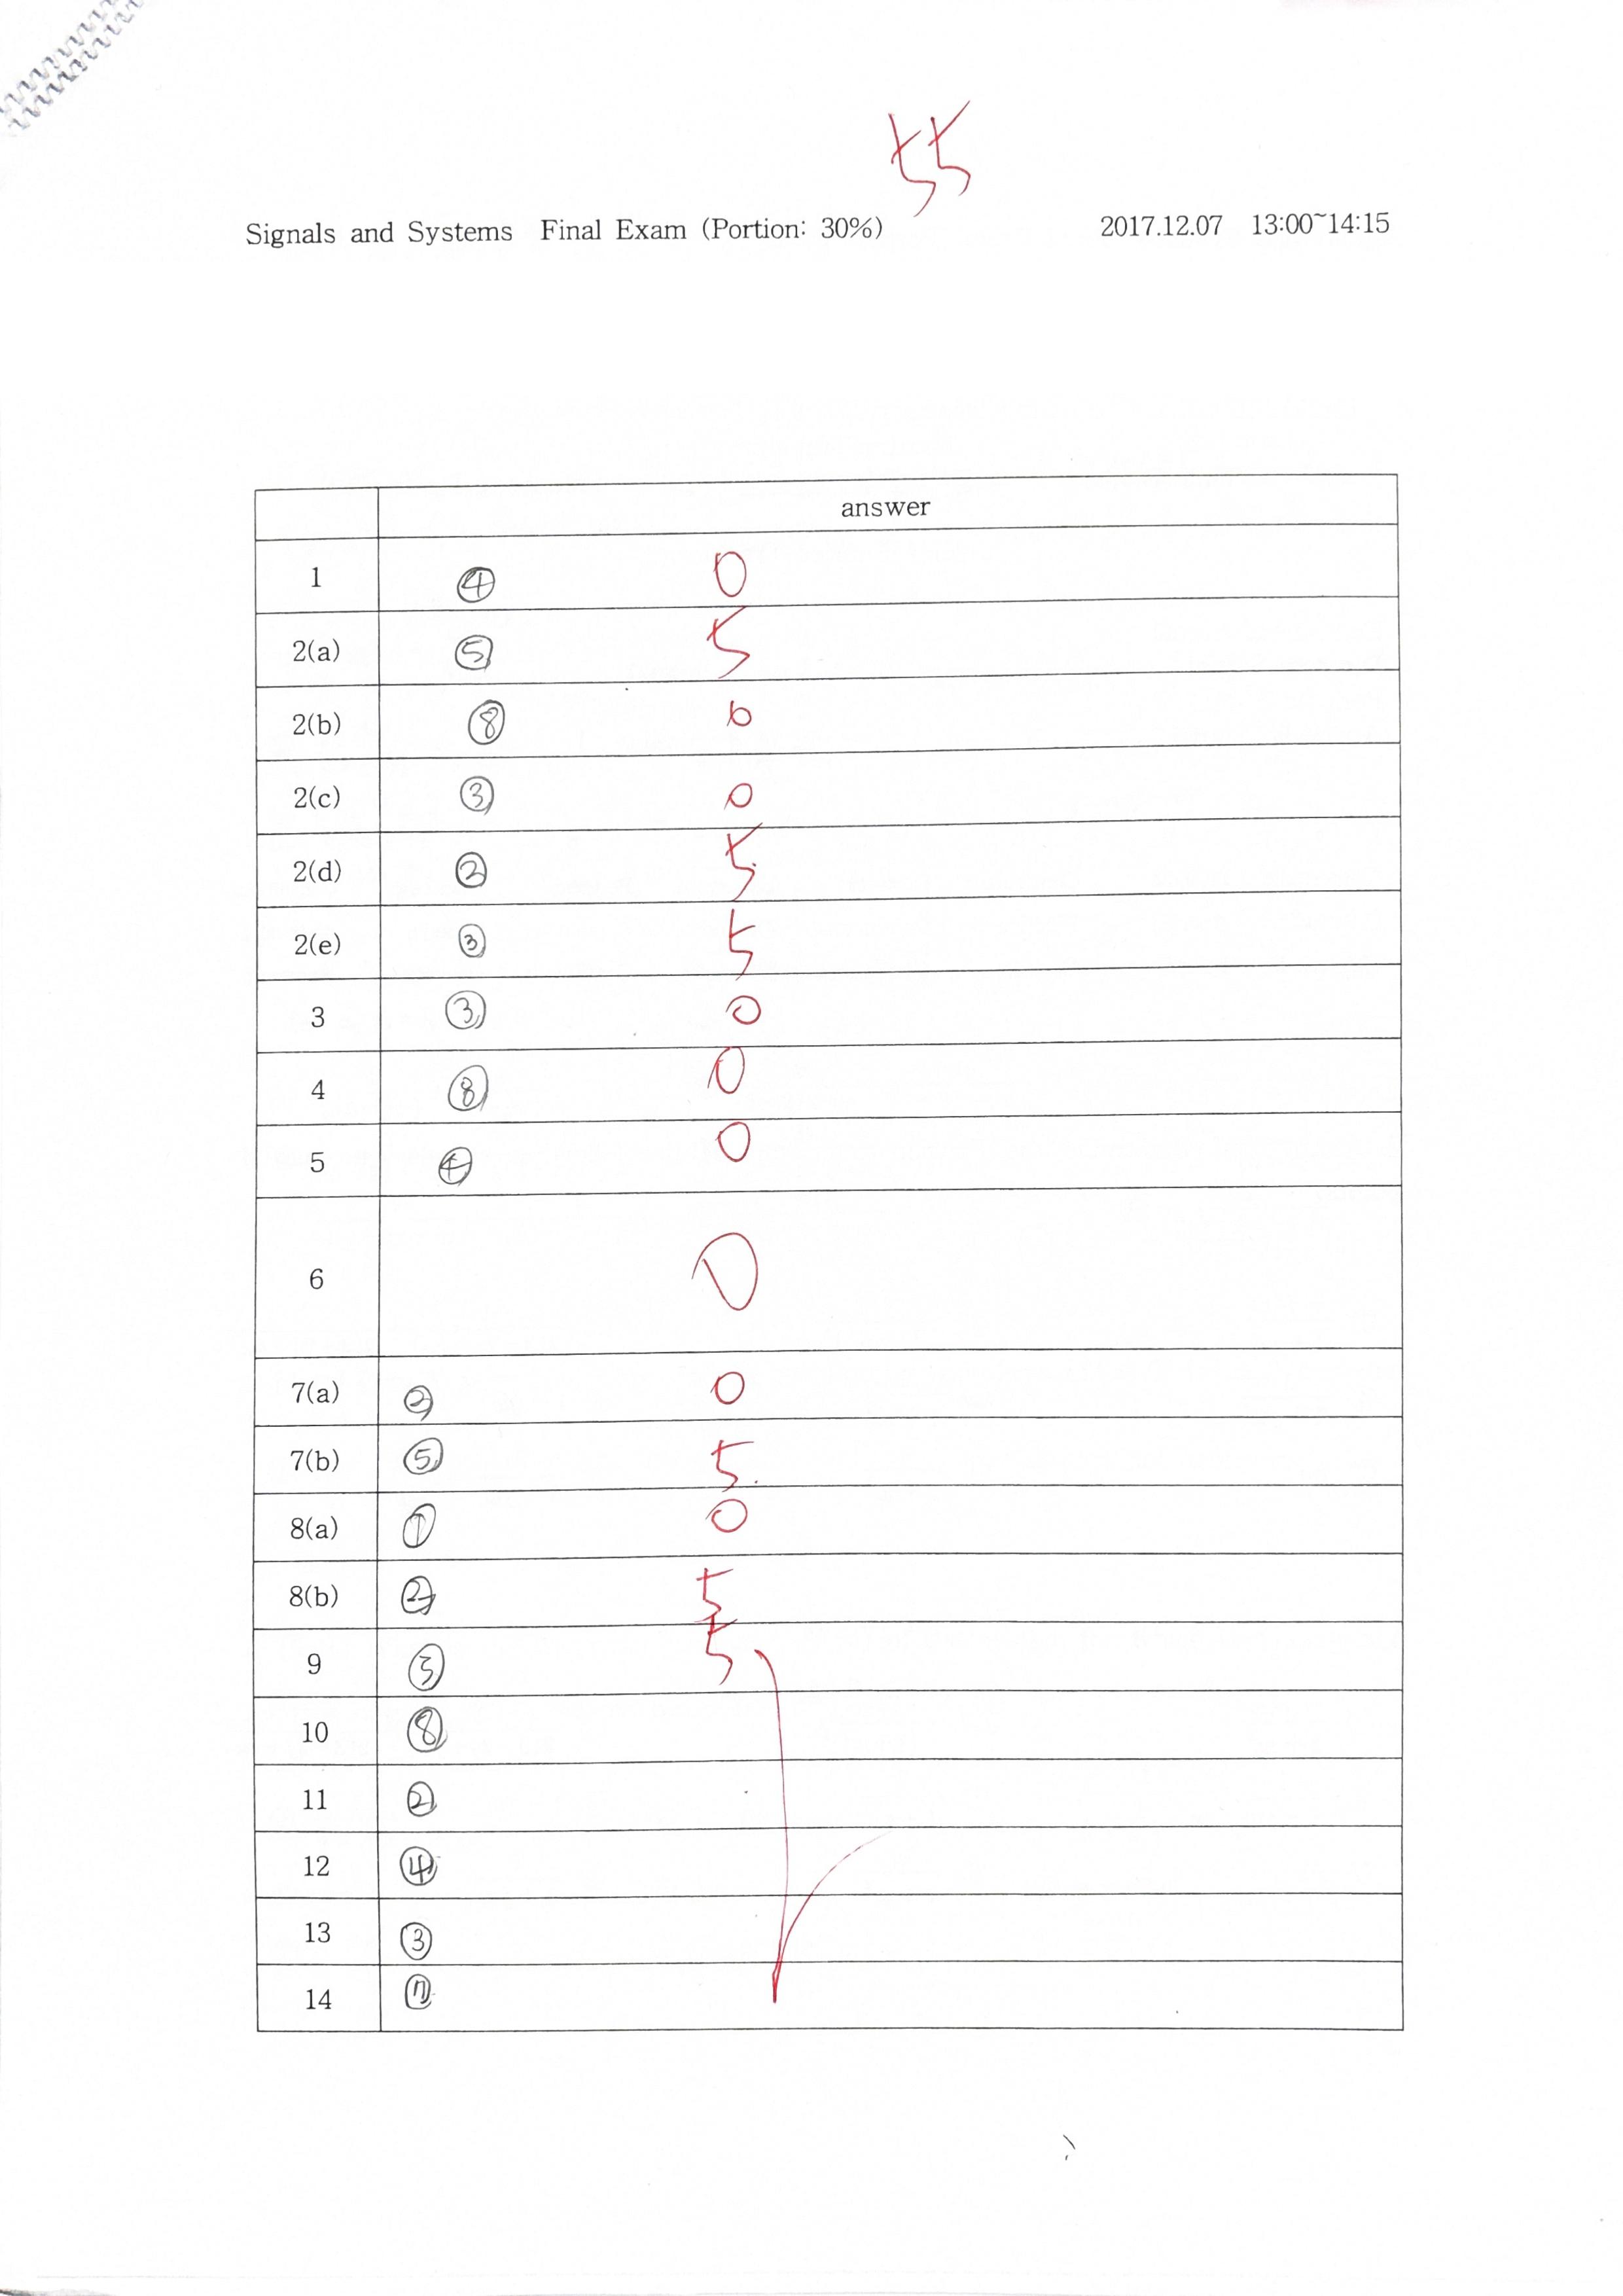 55
Signals and Systems Final Exam (Portion: 30%) 2017.12.07 13:00~14:15
answer
1 ④ 0
2(a) ⑤ 5
2(b) ⑧ 0
2(c) ③ 0
2(d) ② 5
2(e) ③ 5
3 ③ 0
4 ⑧ 0
5 ④ 0
6 0
7(a) ② 0
7(b) ⑤ 5
8(a) ① 0
8(b) ② 5
9 ③ 5
10 ⑧
11 ②
12 ④
13 ③
14 ⑦